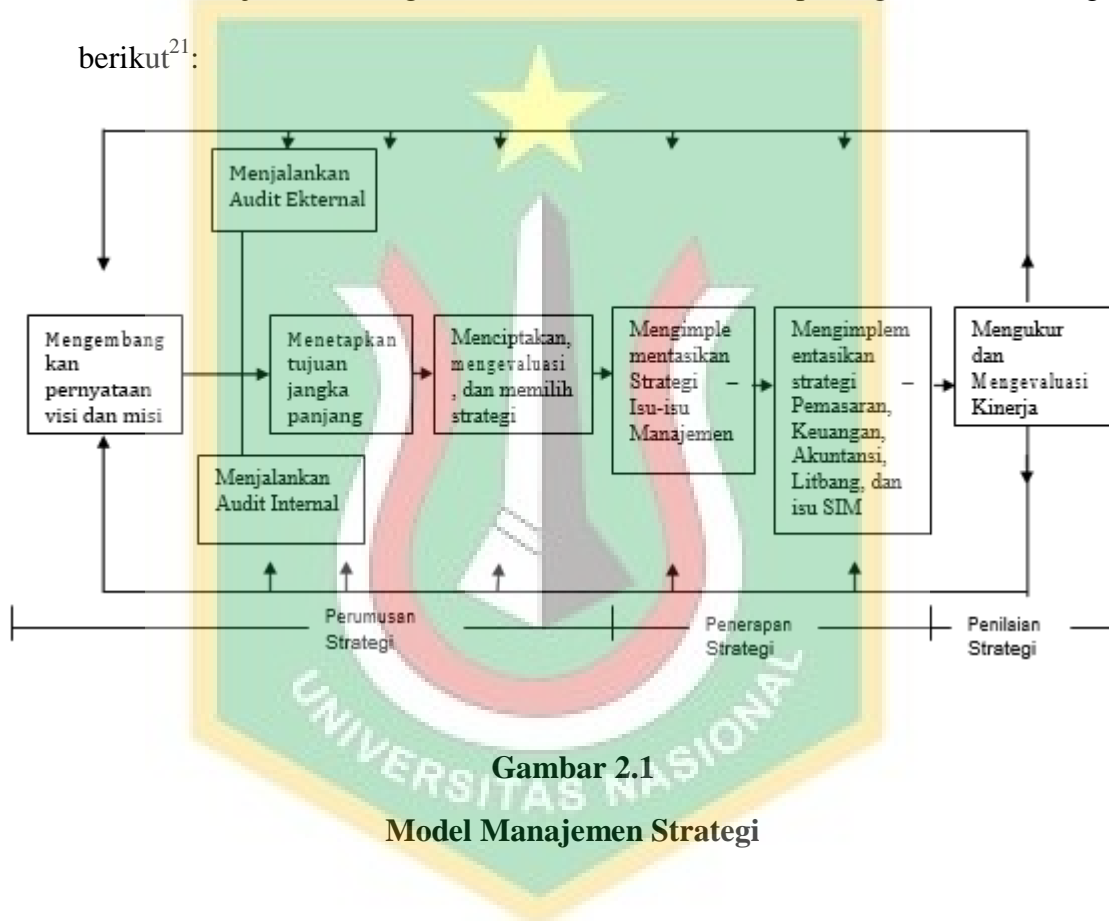 berikut21:
Menjalankan
Audit Ekternal
Mengembang
kan
pernyataan
visi dan misi
Menetapkan
tujuan
jangka
panjang
Menciptakan,
mengevaluasi
, dan memilih
strategi
Mengimple
mentasikan
Strategi –
Isu-isu
Manajemen
Mengimplem
entasikan
strategi –
Pemasaran,
Keuangan,
Akuntansi,
Litbang, dan
isu SIM
Mengukur
dan
Mengevaluasi
Kinerja
Menjalankan
Audit Internal
Perumusan
Strategi
Penerapan
Strategi
Penilaian
Strategi
UNIVERSITAS NASIONAL
Gambar 2.1
Model Manajemen Strategi